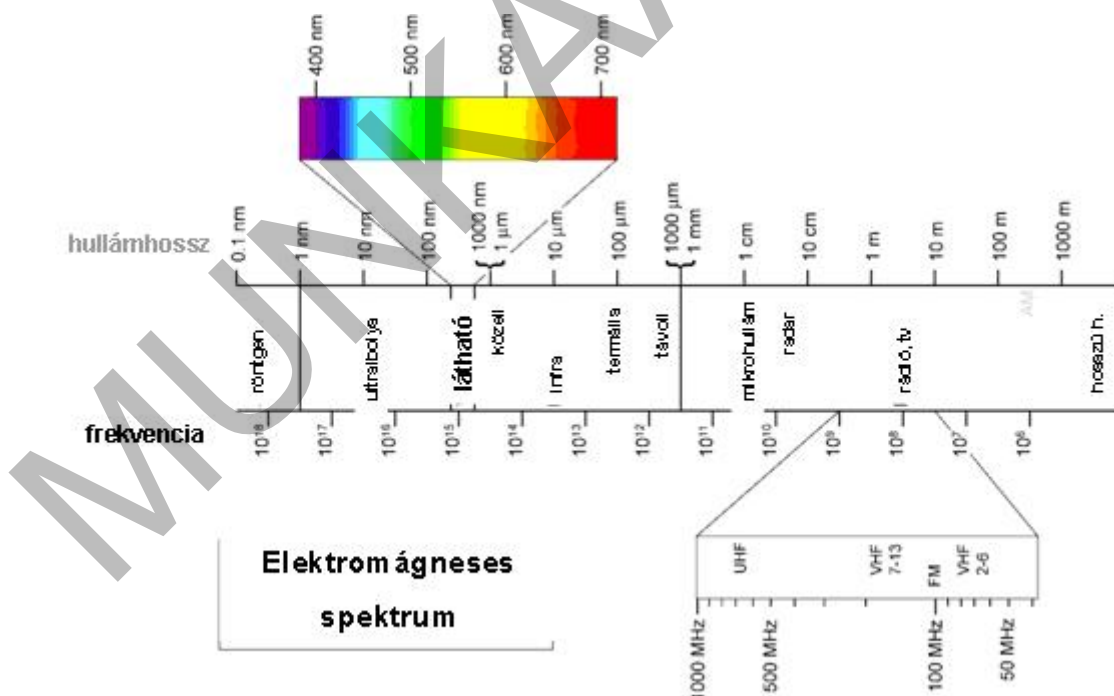 400 nm
500 nm
600 nm
700 nm
hullámhossz
0.1 nm
1 nm
10 nm
100 nm
1000 nm
1 µm
10 µm
100 µm
1000 µm
1 mm
1 cm
10 cm
1 m
10 m
100 m
1000 m
röntgen
ultraibolya
látható
közeli
infra
termális
távoli
mikrohullám
radar
rádió, tv
AM
hosszú h.
frekvencia
10¹⁸
10¹⁷
10¹⁶
10¹⁵
10¹⁴
10¹³
10¹²
10¹¹
10¹⁰
10⁹
10⁸
10⁷
10⁶
UHF
VHF
7-13
FM
VHF
2-6
1000 MHz
500 MHz
100 MHz
50 MHz
Elektromágneses
spektrum
MUNKA